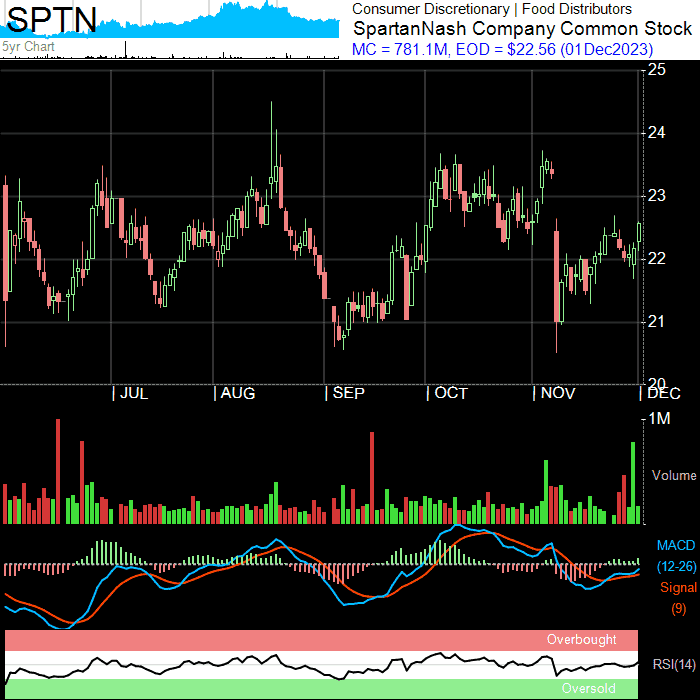 SPTN
5yr Chart
Consumer Discretionary | Food Distributors
SpartanNash Company Common Stock
MC = 781.1M, EOD = $22.56 (01Dec2023)
25
24
23
22
21
20
| JUL
| AUG
| SEP
| OCT
| NOV
| DEC
1M
Volume
MACD
(12-26)
Signal
(9)
Overbought
RSI(14)
Oversold